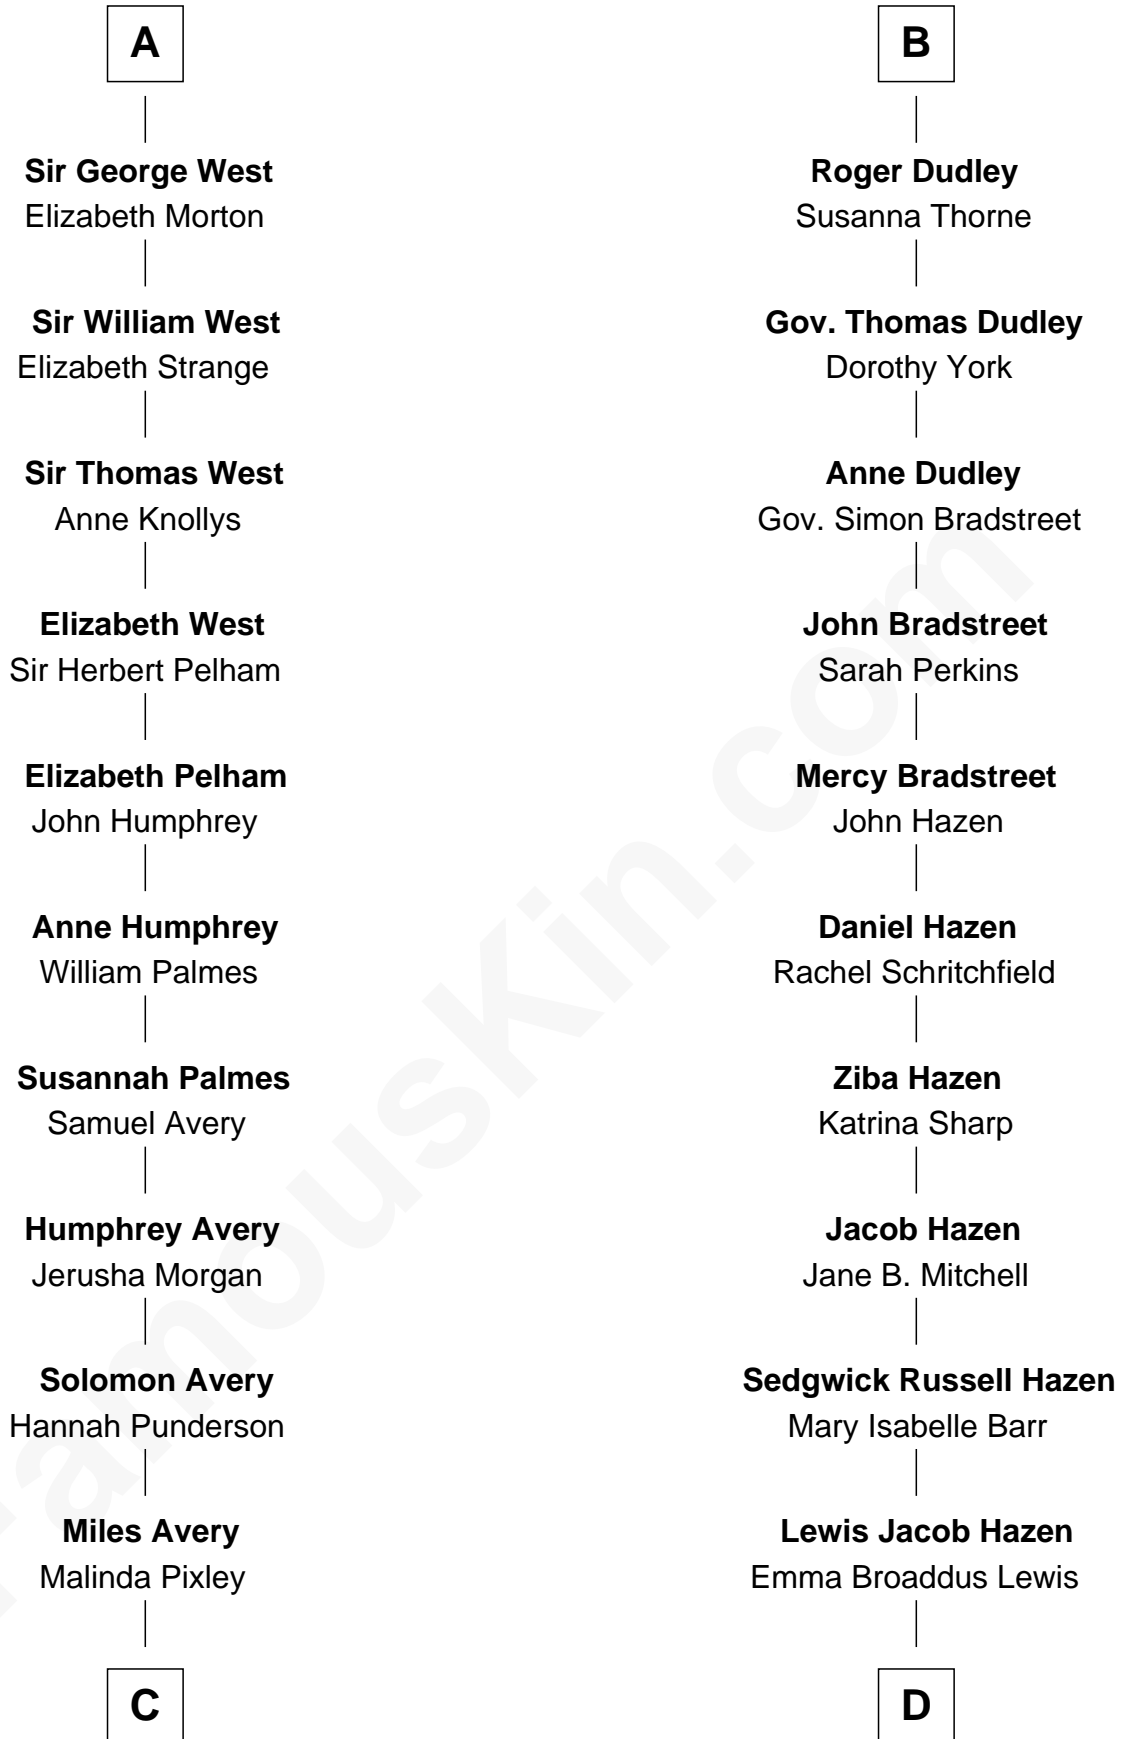 A
Sir George West
Elizabeth Morton
Sir William West
Elizabeth Strange
Sir Thomas West
Anne Knollys
Elizabeth West
Sir Herbert Pelham
Elizabeth Pelham
John Humphrey
Anne Humphrey
William Palmes
Susannah Palmes
Samuel Avery
Humphrey Avery
Jerusha Morgan
Solomon Avery
Hannah Punderson
Miles Avery
Malinda Pixley
C
B
Roger Dudley
Susanna Thorne
Gov. Thomas Dudley
Dorothy York
Anne Dudley
Gov. Simon Bradstreet
John Bradstreet
Sarah Perkins
Mercy Bradstreet
John Hazen
Daniel Hazen
Rachel Schritchfield
Ziba Hazen
Katrina Sharp
Jacob Hazen
Jane B. Mitchell
Sedgwick Russell Hazen
Mary Isabelle Barr
Lewis Jacob Hazen
Emma Broaddus Lewis
D
FamousKin.com